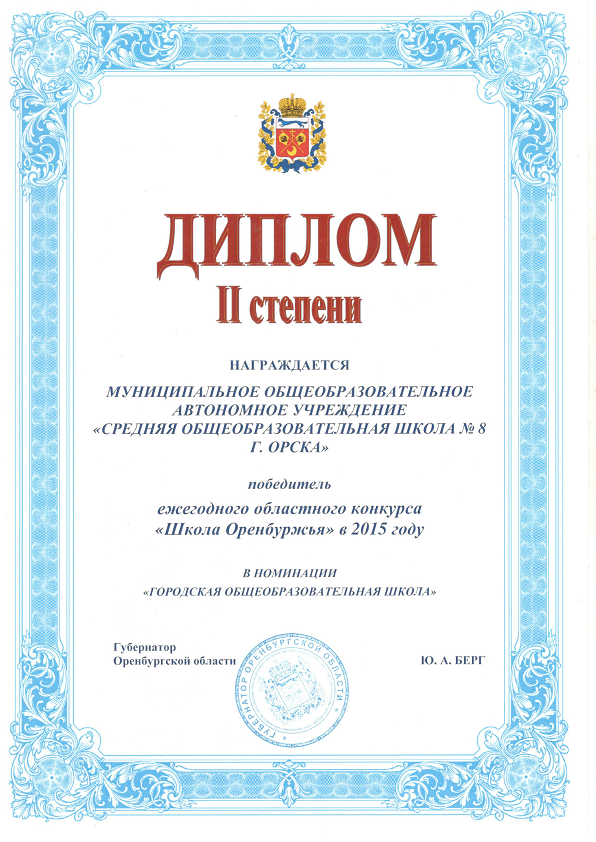 ДИПЛОМ
II степени
НАГРАЖДАЕТСЯ
МУНИЦИПАЛЬНОЕ ОБЩЕОБРАЗОВАТЕЛЬНОЕ
АВТОНОМНОЕ УЧРЕЖДЕНИЕ
«СРЕДНЯЯ ОБЩЕОБРАЗОВАТЕЛЬНАЯ ШКОЛА № 8
Г. ОРСКА»
победитель
ежегодного областного конкурса
«Школа Оренбуржья» в 2015 году
В НОМИНАЦИИ
«ГОРОДСКАЯ ОБЩЕОБРАЗОВАТЕЛЬНАЯ ШКОЛА»
Губернатор
Оренбургской области
Ю. А. БЕРГ
ГУБЕРНАТОР ОРЕНБУРГСКОЙ ОБЛАСТИ